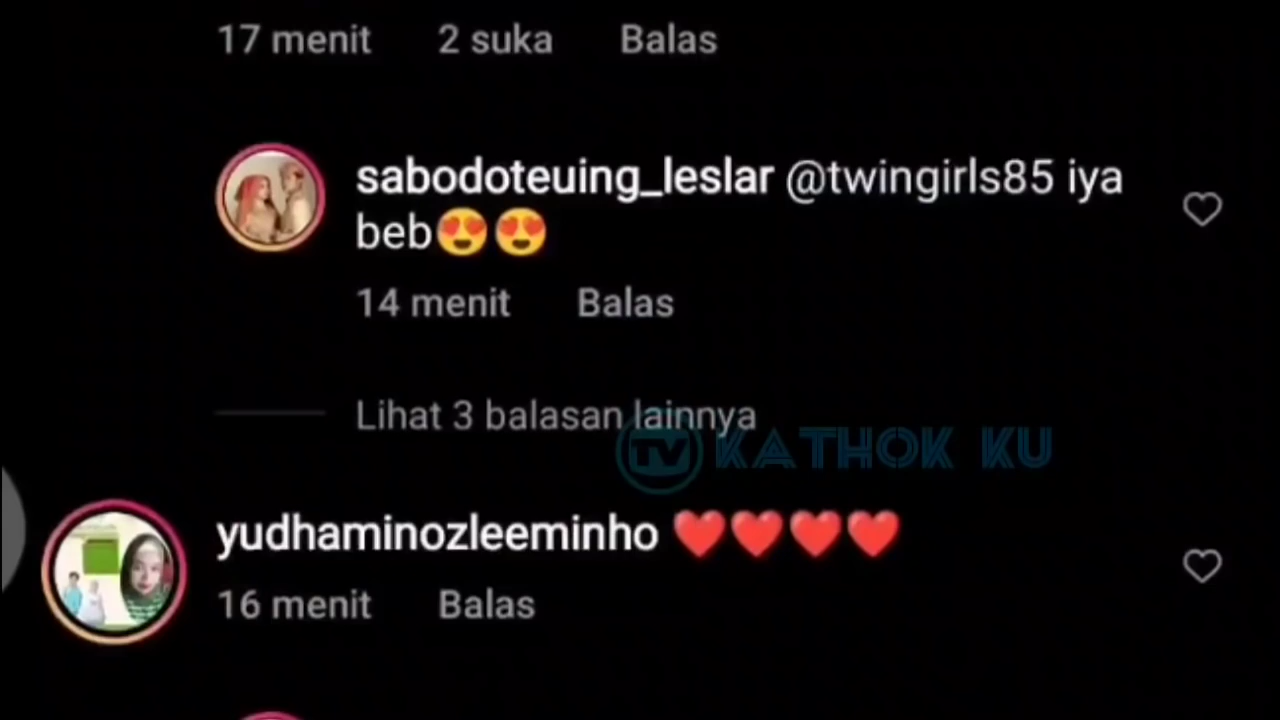 17 menit 2 suka Balas
sabodoteuing_leslar @twingirls85 iya
beb😍😍
14 menit Balas
Lihat 3 balasan lainnya
TV KATHOK KU
yudhaminozleeminho ❤️❤️❤️❤️
16 menit Balas